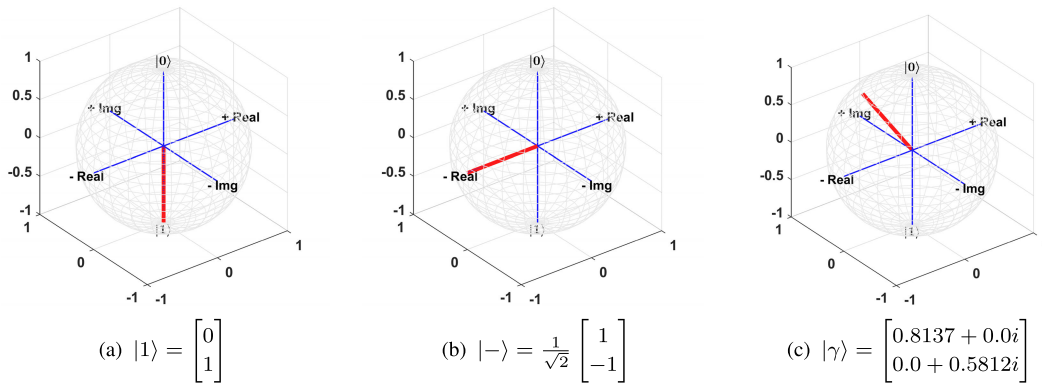 |0⟩
+ Img
+ Real
- Real
- Img
|1⟩
1
0.5
0
-0.5
-1
1
0
-1
-1
0
1
(a) |1⟩ = [0 1]
|0⟩
+ Img
+ Real
- Real
- Img
|1⟩
1
0.5
0
-0.5
-1
1
0
-1
-1
0
1
(b) |−⟩ = 1/√2 [1 −1]
|0⟩
+ Img
+ Real
- Real
- Img
|1⟩
1
0.5
0
-0.5
-1
1
0
-1
-1
0
(c) |γ⟩ = [0.8137 + 0.0i 0.0 + 0.5812i]